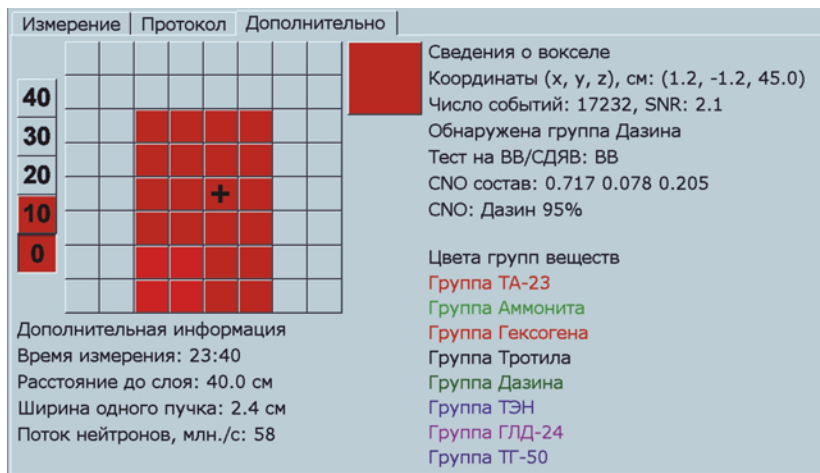 Измерение Протокол Дополнительно
40
30
20
10
0
Дополнительная информация
Время измерения: 23:40
Расстояние до слоя: 40.0 см
Ширина одного пучка: 2.4 см
Поток нейтронов, млн./с: 58
Сведения о вокселе
Координаты (x, y, z), см: (1.2, -1.2, 45.0)
Число событий: 17232, SNR: 2.1
Обнаружена группа Дазина
Тест на ВВ/СДЯВ: ВВ
CNO состав: 0.717 0.078 0.205
CNO: Дазин 95%
Цвета групп веществ
Группа ТА-23
Группа Аммонита
Группа Гексогена
Группа Тротила
Группа Дазина
Группа ТЭН
Группа ГЛД-24
Группа ТГ-50